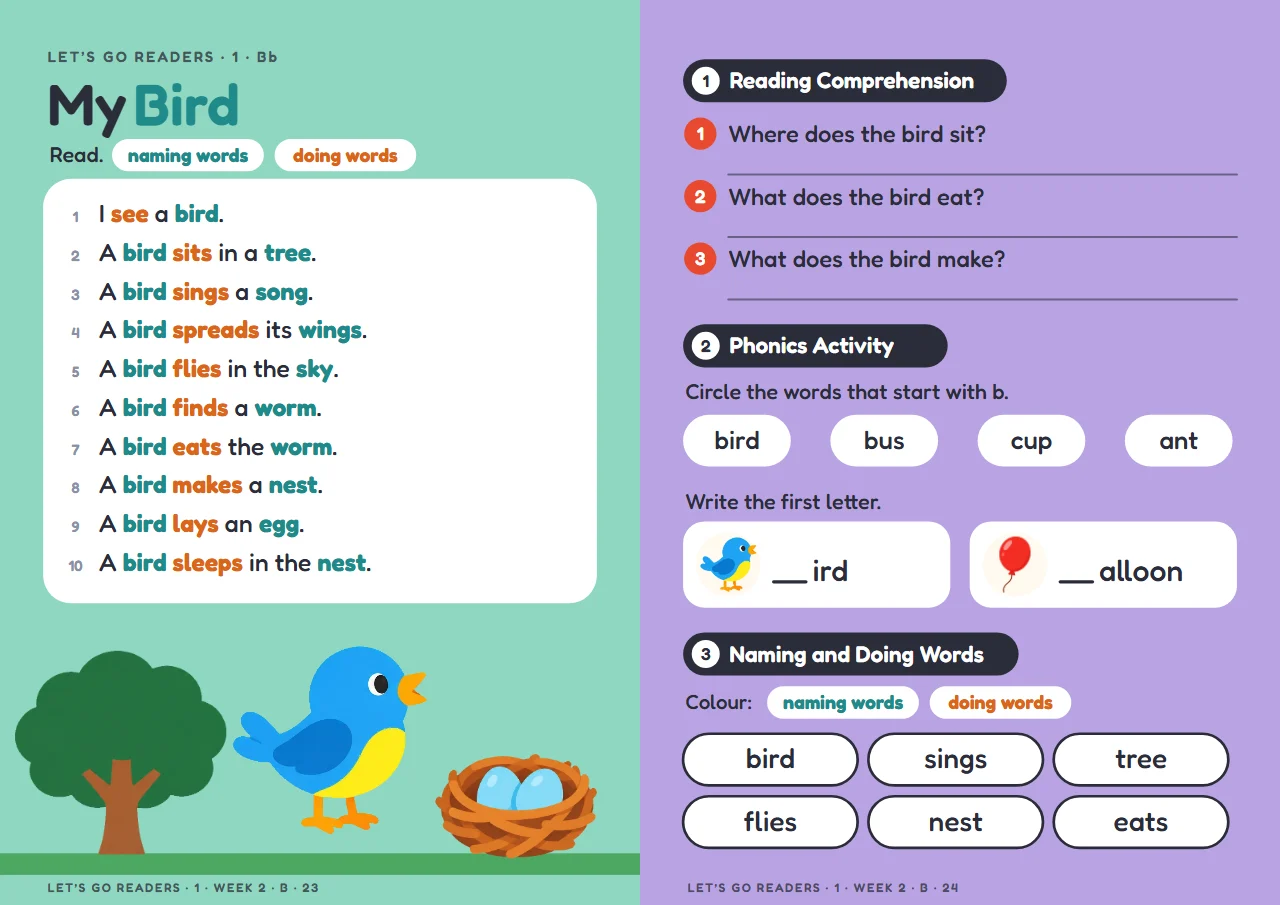 LET'S GO READERS · 1 · Bb
My Bird
Read. naming words doing words
1 I see a bird.
2 A bird sits in a tree.
3 A bird sings a song.
4 A bird spreads its wings.
5 A bird flies in the sky.
6 A bird finds a worm.
7 A bird eats the worm.
8 A bird makes a nest.
9 A bird lays an egg.
10 A bird sleeps in the nest.
LET'S GO READERS · 1 · WEEK 2 · B · 23
1 Reading Comprehension
1 Where does the bird sit?
2 What does the bird eat?
3 What does the bird make?
2 Phonics Activity
Circle the words that start with b.
bird bus cup ant
Write the first letter.
__ ird __ alloon
3 Naming and Doing Words
Colour: naming words doing words
bird sings tree
flies nest eats
LET'S GO READERS · 1 · WEEK 2 · B · 24